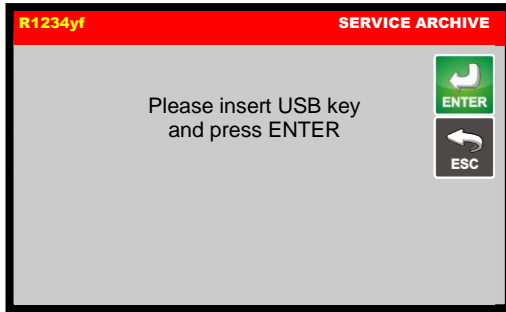 R1234yf SERVICE ARCHIVE
Please insert USB key
and press ENTER
ENTER
ESC